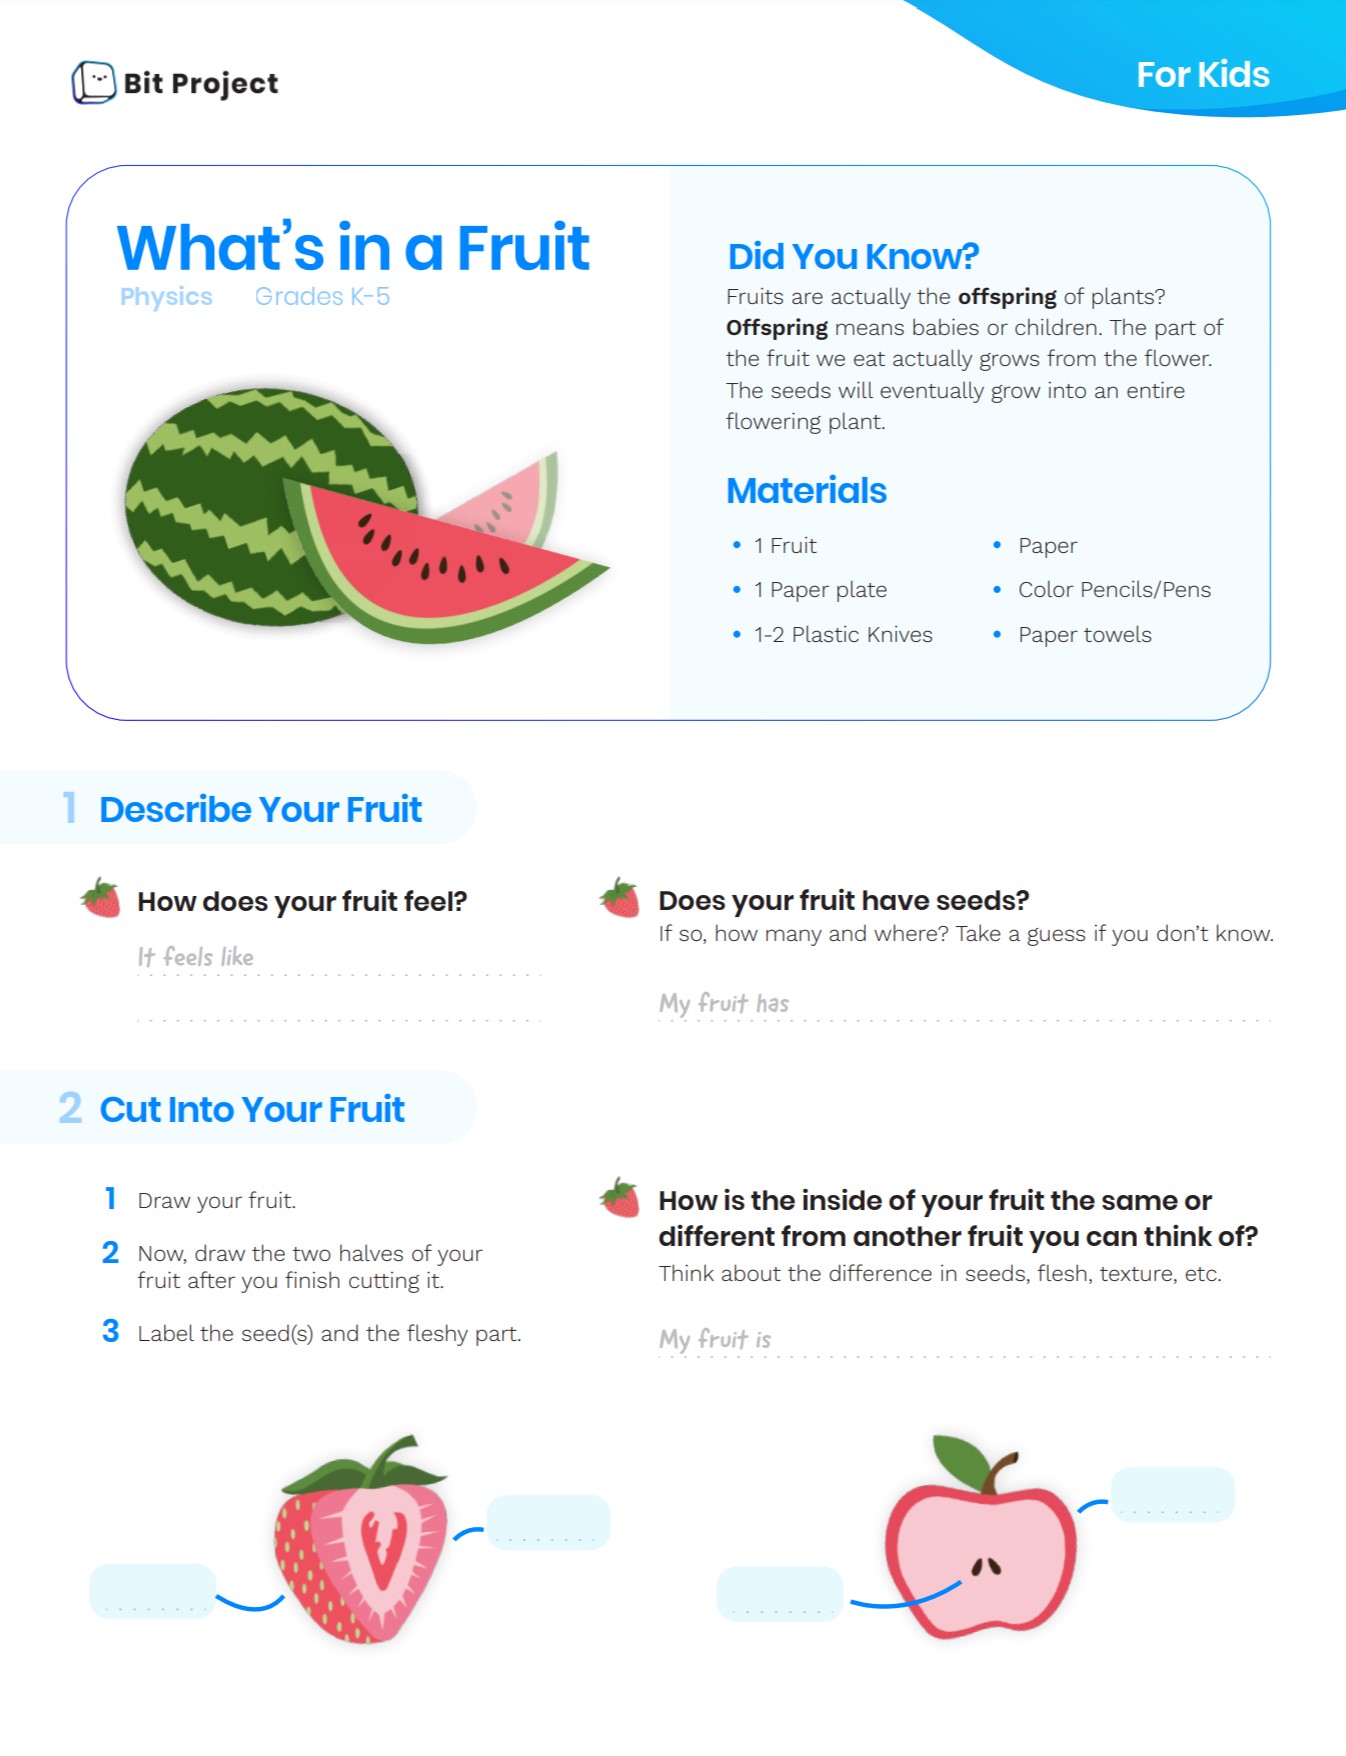 Bit Project
For Kids
What's in a Fruit
Physics Grades K-5
Did You Know?
Fruits are actually the offspring of plants?
Offspring means babies or children. The part of
the fruit we eat actually grows from the flower.
The seeds will eventually grow into an entire
flowering plant.
Materials
• 1 Fruit
• 1 Paper plate
• 1-2 Plastic Knives
• Paper
• Color Pencils/Pens
• Paper towels
1 Describe Your Fruit
How does your fruit feel?
It feels like
Does your fruit have seeds?
If so, how many and where? Take a guess if you don't know.
My fruit has
2 Cut Into Your Fruit
1 Draw your fruit.
2 Now, draw the two halves of your
fruit after you finish cutting it.
3 Label the seed(s) and the fleshy part.
How is the inside of your fruit the same or
different from another fruit you can think of?
Think about the difference in seeds, flesh, texture, etc.
My fruit is